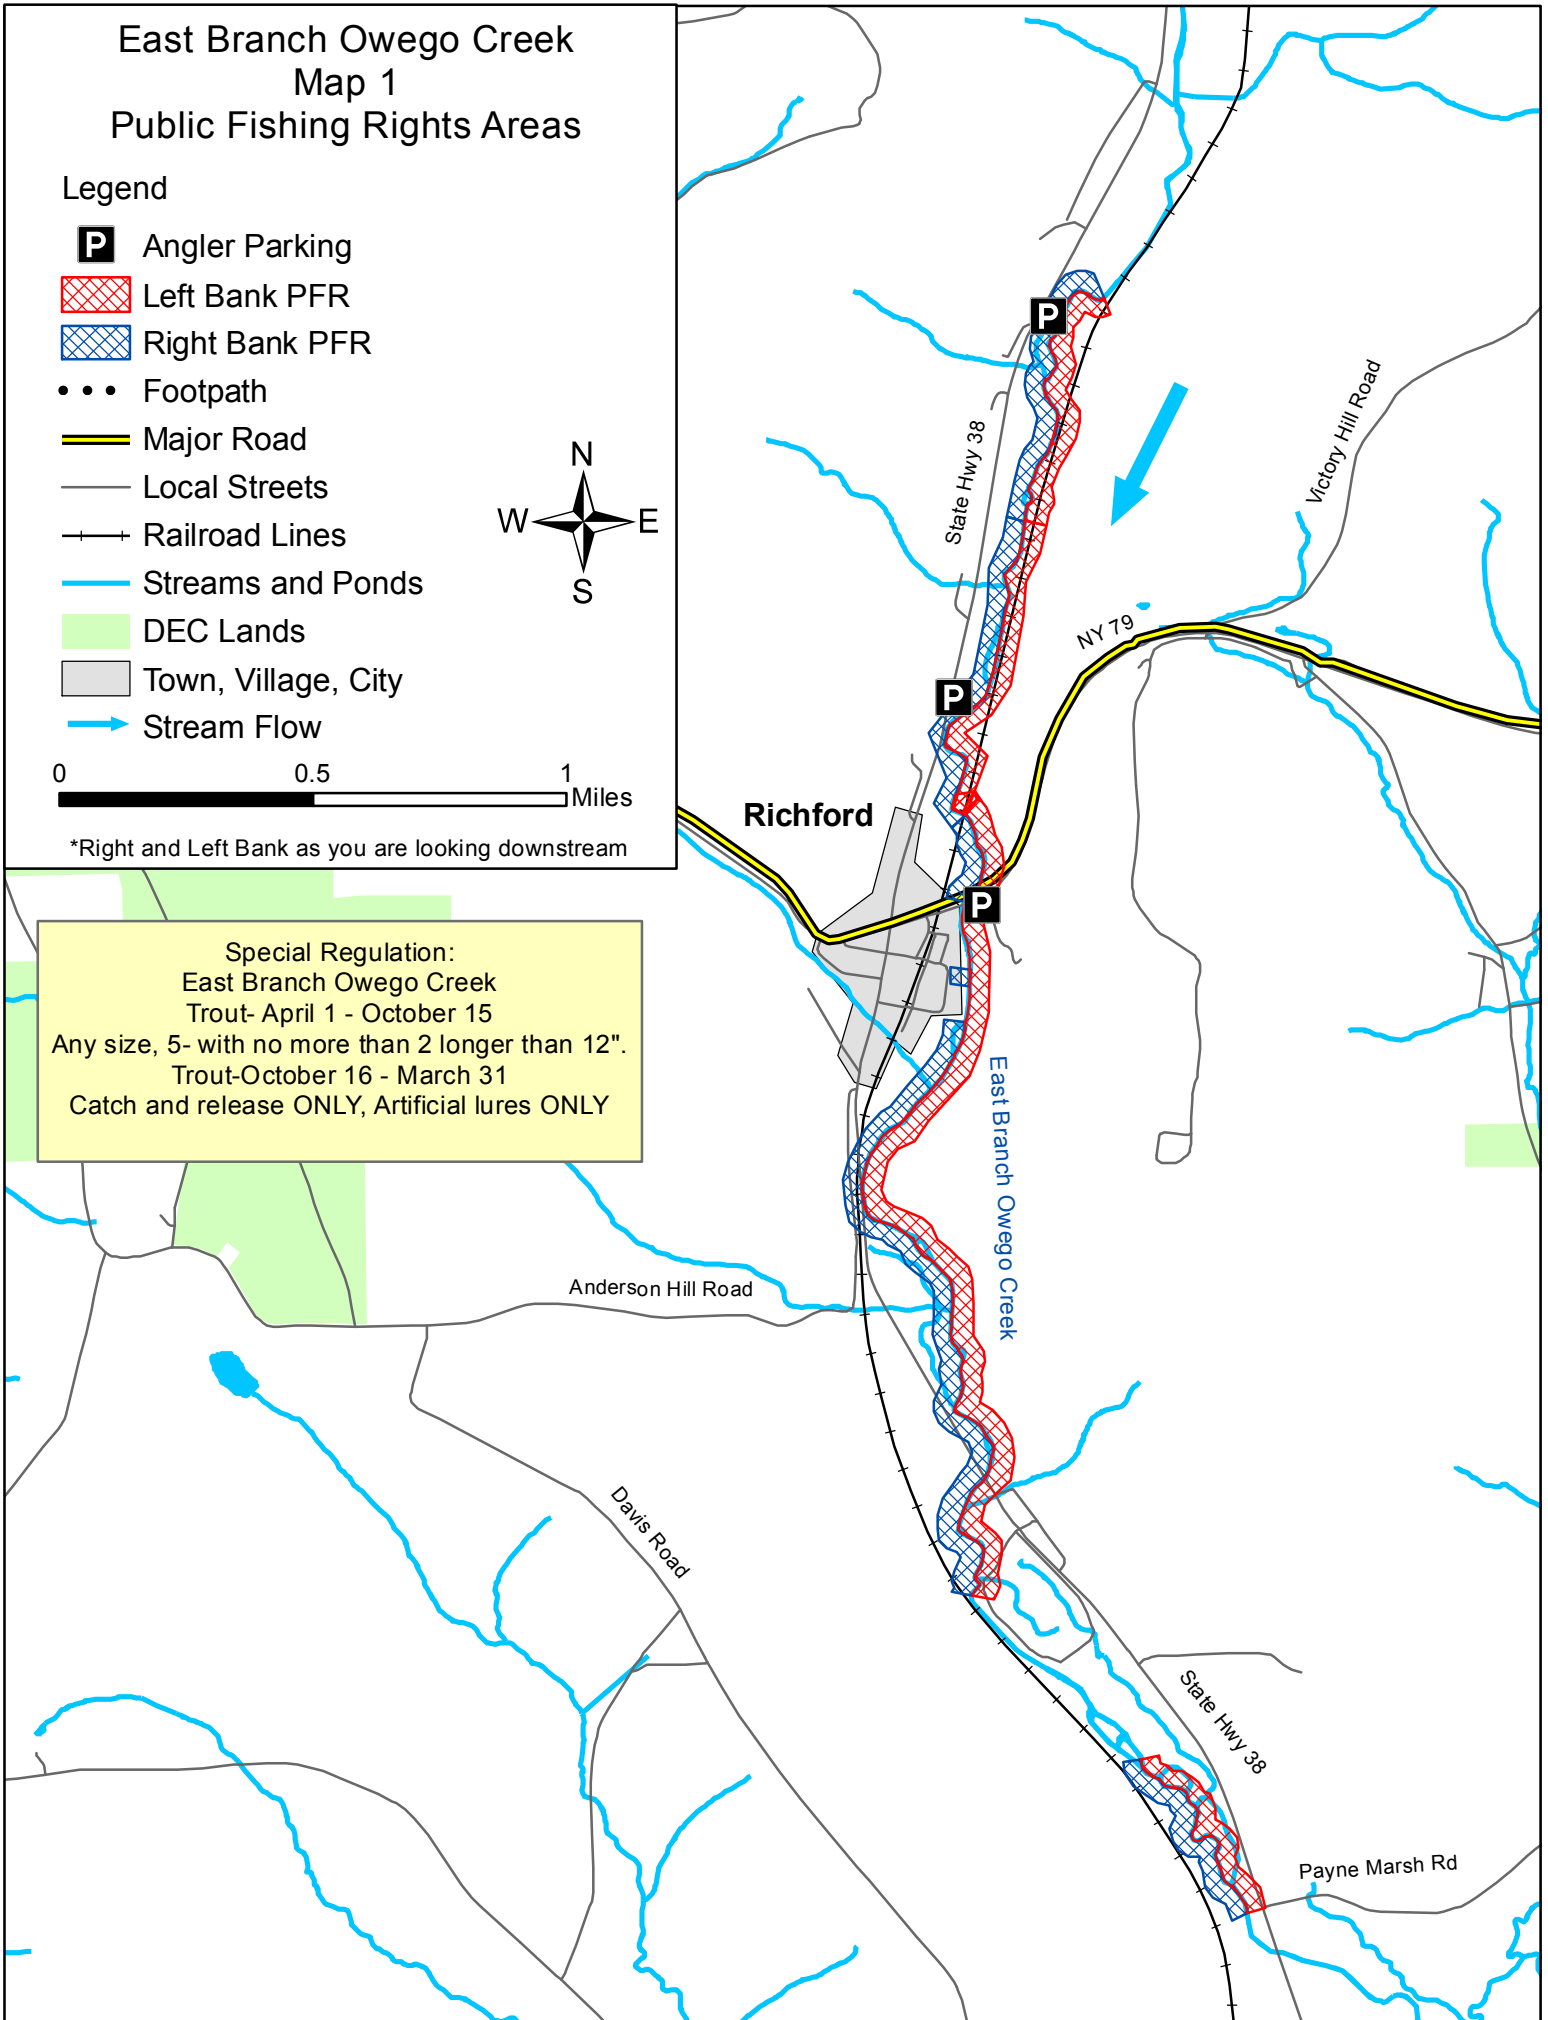 East Branch Owego Creek
Map 1
Public Fishing Rights Areas
Legend
P Angler Parking
Left Bank PFR
Right Bank PFR
Footpath
Major Road
Local Streets
Railroad Lines
Streams and Ponds
DEC Lands
Town, Village, City
Stream Flow
N
W E
S
0 0.5 1
Miles
*Right and Left Bank as you are looking downstream
Special Regulation:
East Branch Owego Creek
Trout- April 1 - October 15
Any size, 5- with no more than 2 longer than 12".
Trout-October 16 - March 31
Catch and release ONLY, Artificial lures ONLY
P
State Hwy 38
Victory Hill Road
NY 79
P
Richford
P
East Branch Owego Creek
Anderson Hill Road
Davis Road
State Hwy 38
Payne Marsh Rd